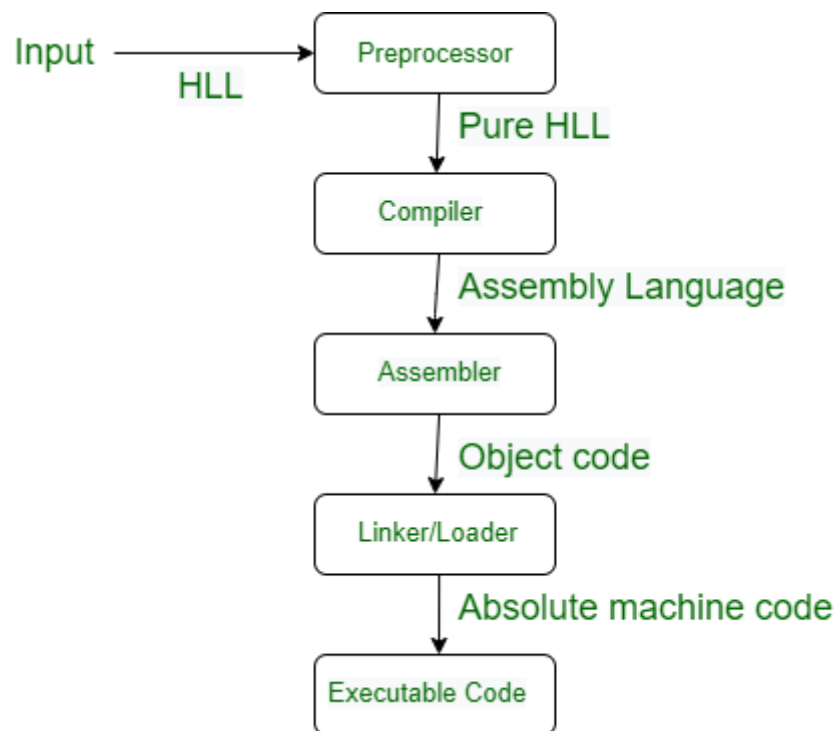 Input
HLL
Preprocessor
Pure HLL
Compiler
Assembly Language
Assembler
Object code
Linker/Loader
Absolute machine code
Executable Code